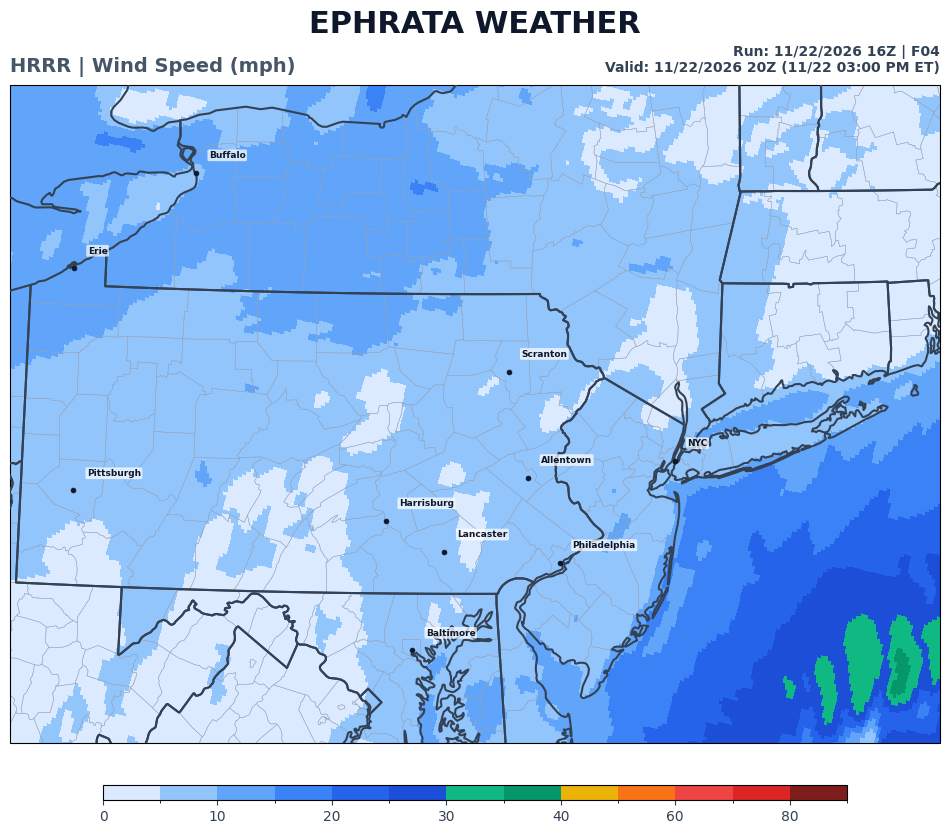 EPHRATA WEATHER
Run: 11/22/2026 16Z | F04
HRRR | Wind Speed (mph)
Valid: 11/22/2026 20Z (11/22 03:00 PM ET)
Buffalo
Erie
Scranton
NYC
Allentown
Pittsburgh
Harrisburg
Lancaster
Philadelphia
Baltimore
0 10 20 30 40 50 60 70 80